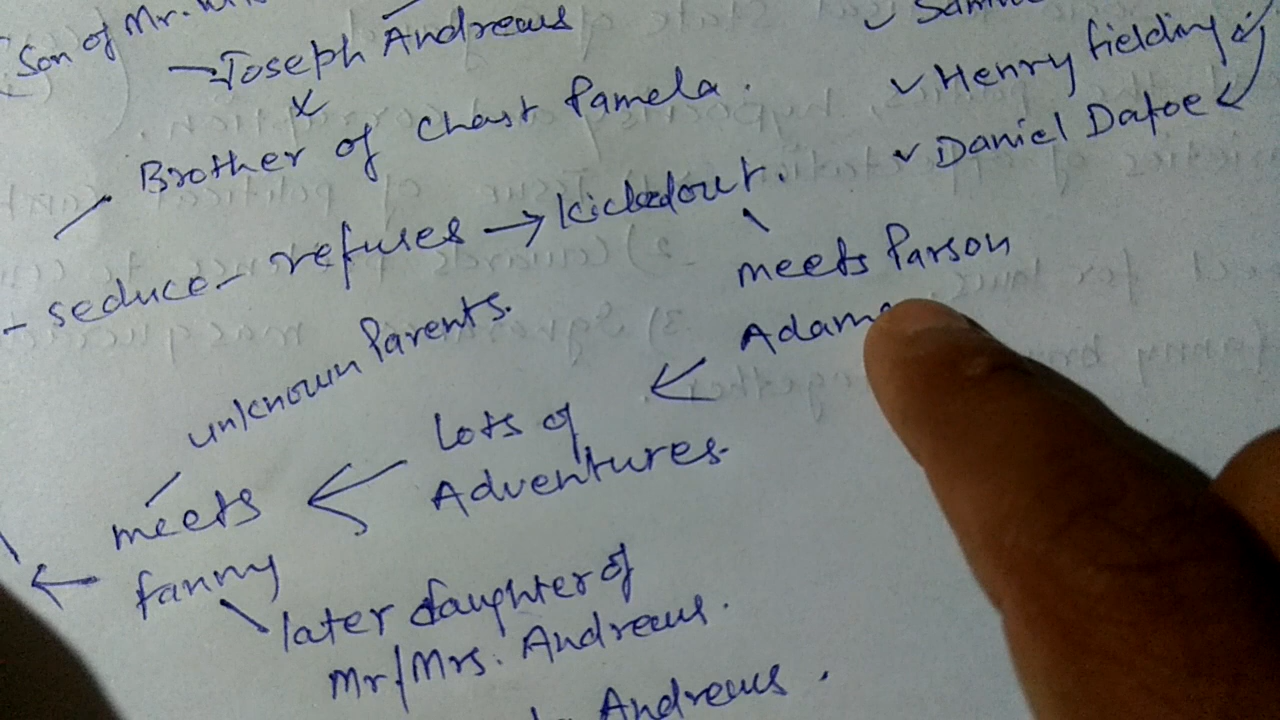 Son of Mr.
Joseph Andrews
Brother of Chast Pamela.
- seduce - refuses → kickedout.
Henry fielding
Daniel Dafoe
meets Parson
Adams
unknown Parents.
lots of
Adventures.
meets
fanny
later daughter of
Mr/Mrs. Andrews.
Andrews.